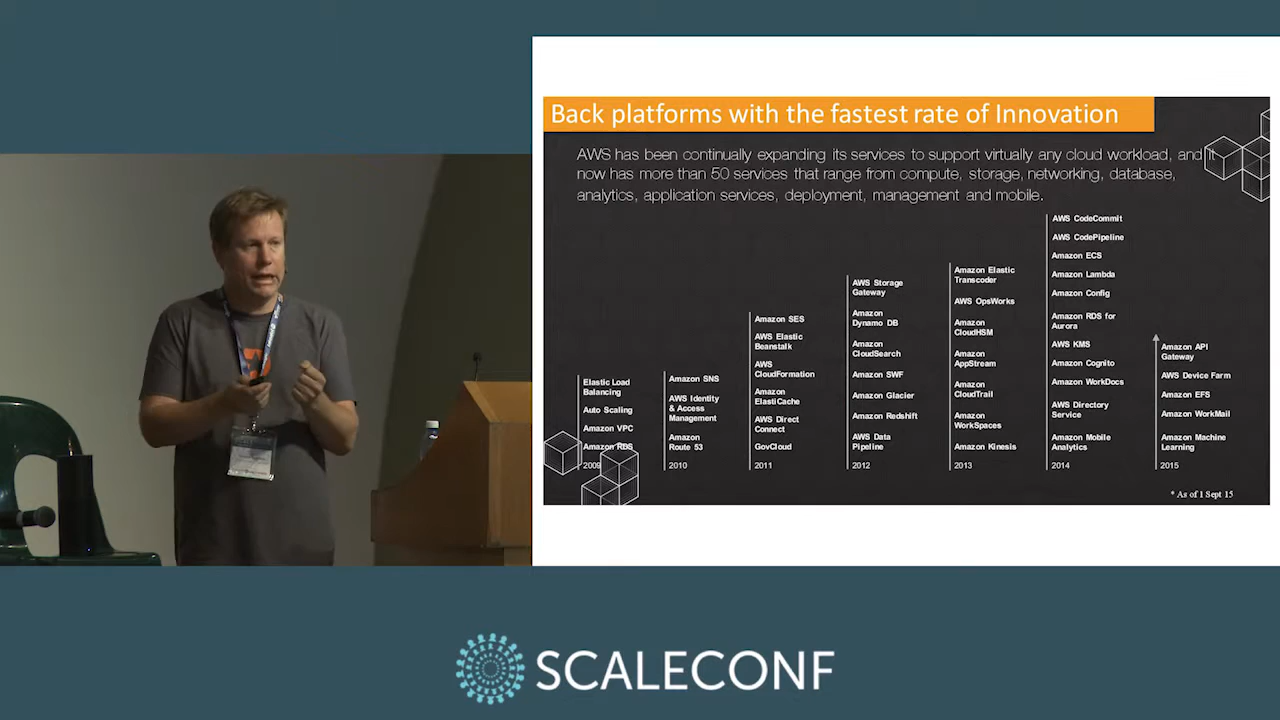 Back platforms with the fastest rate of Innovation
AWS has been continually expanding its services to support virtually any cloud workload, and it
now has more than 50 services that range from compute, storage, networking, database,
analytics, application services, deployment, management and mobile.
Elastic Load
Balancing
Auto Scaling
Amazon VPC
Amazon RDS
2009
Amazon SNS
AWS Identity
& Access
Management
Amazon
Route 53
2010
Amazon SES
AWS Elastic
Beanstalk
AWS
CloudFormation
Amazon
ElastiCache
AWS Direct
Connect
GovCloud
2011
AWS Storage
Gateway
Amazon
Dynamo DB
Amazon
CloudSearch
Amazon SWF
Amazon Glacier
Amazon Redshift
AWS Data
Pipeline
2012
Amazon Elastic
Transcoder
AWS OpsWorks
Amazon
CloudHSM
Amazon
AppStream
Amazon
CloudTrail
Amazon
WorkSpaces
Amazon Kinesis
2013
AWS CodeCommit
AWS CodePipeline
Amazon ECS
Amazon Lambda
Amazon Config
Amazon RDS for
Aurora
AWS KMS
Amazon Cognito
Amazon WorkDocs
AWS Directory
Service
Amazon Mobile
Analytics
2014
Amazon API
Gateway
AWS Device Farm
Amazon EFS
Amazon WorkMail
Amazon Machine
Learning
2015
* As of 1 Sept 15
SCALECONF